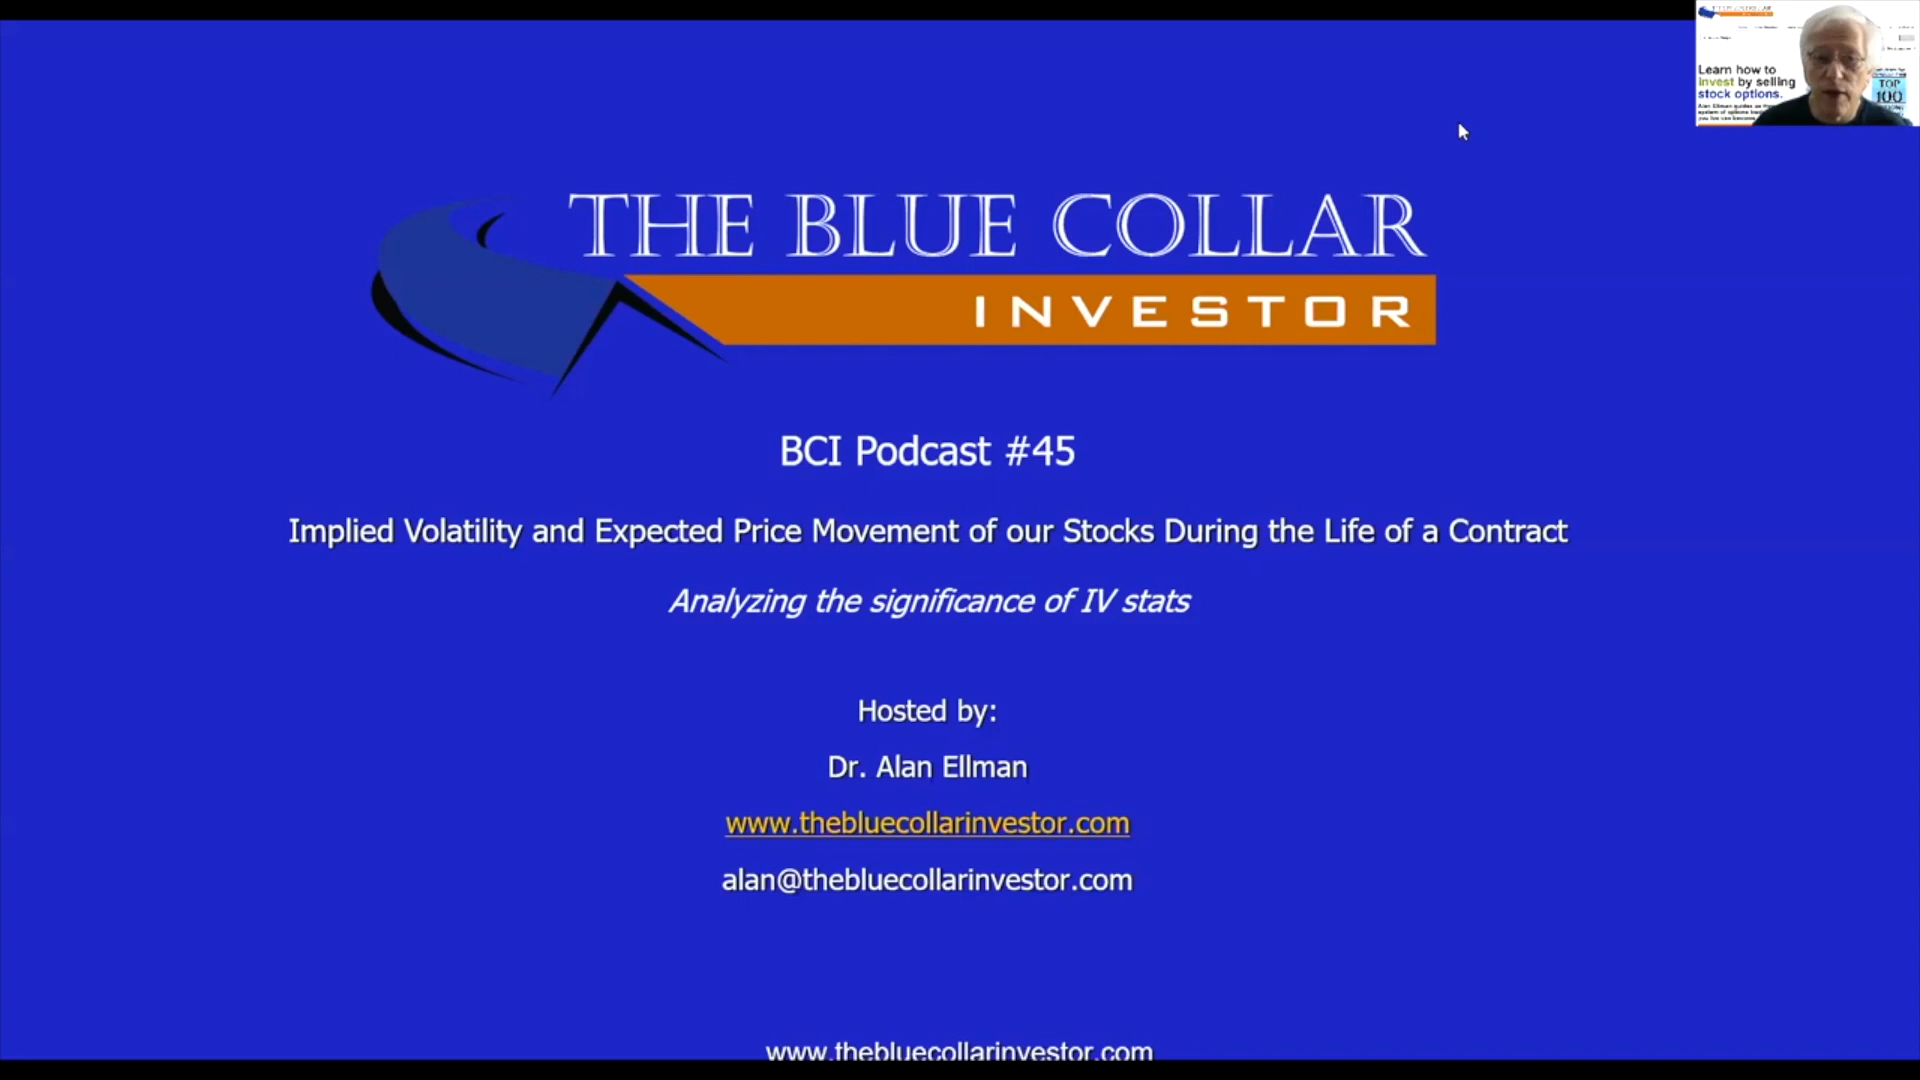 THE BLUE COLLAR
INVESTOR
Learn how to
invest by selling
stock options.
TOP
100
BCI Podcast #45
Implied Volatility and Expected Price Movement of our Stocks During the Life of a Contract
Analyzing the significance of IV stats
Hosted by:
Dr. Alan Ellman
www.thebluecollarinvestor.com
alan@thebluecollarinvestor.com
www.thebluecollarinvestor.com